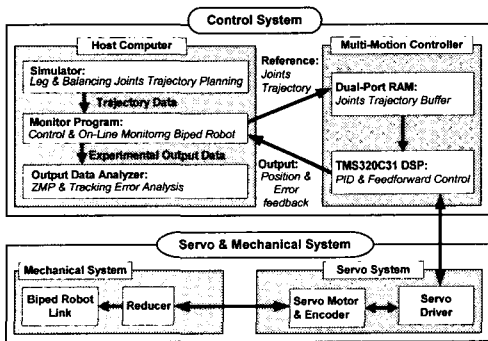 Control System
Host Computer
Simulator:
Leg & Balancing Joints Trajectory Planning
Trajectory Data
Monitor Program:
Control & On-Line Monitorng Biped Robot
Experimental Output Data
Output Data Analyzer:
ZMP & Tracking Error Analysis
Reference:
Joints
Trajectory
Output:
Position &
Error
feedback
Multi-Motion Controller
Dual-Port RAM:
Joints Trajectory Buffer
TMS320C31 DSP:
PID & Feedforward Control
Servo & Mechanical System
Mechanical System
Biped Robot
Link
Reducer
Servo System
Servo Motor
& Encoder
Servo
Driver